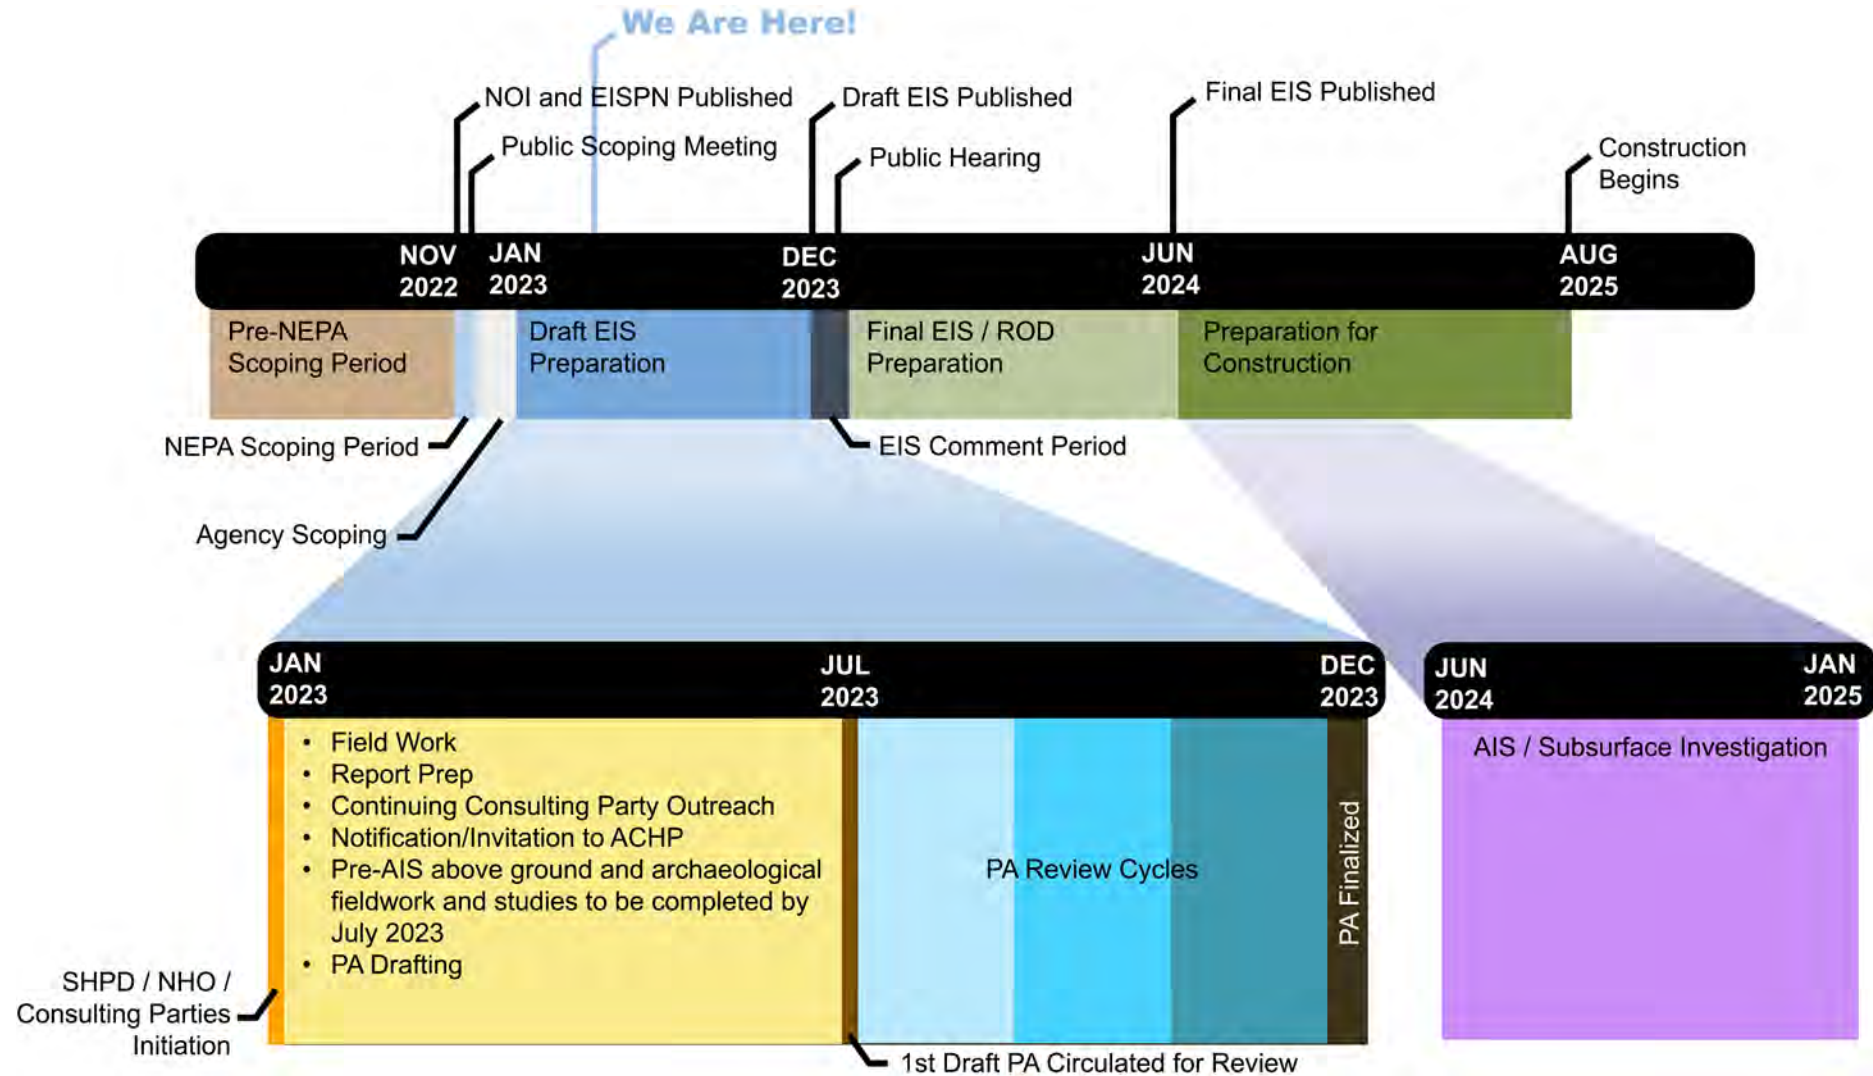 We Are Here!
NOI and EISPN Published
Draft EIS Published
Final EIS Published
Public Scoping Meeting
Public Hearing
Construction
Begins
NOV
2022
JAN
2023
DEC
2023
JUN
2024
AUG
2025
Pre-NEPA
Scoping Period
Draft EIS
Preparation
Final EIS / ROD
Preparation
Preparation for
Construction
NEPA Scoping Period
EIS Comment Period
Agency Scoping
JAN
2023
JUL
2023
DEC
2023
JUN
2024
JAN
2025
• Field Work
• Report Prep
• Continuing Consulting Party Outreach
• Notification/Invitation to ACHP
• Pre-AIS above ground and archaeological
fieldwork and studies to be completed by
July 2023
• PA Drafting
PA Review Cycles
PA Finalized
AIS / Subsurface Investigation
SHPD / NHO /
Consulting Parties
Initiation
1st Draft PA Circulated for Review